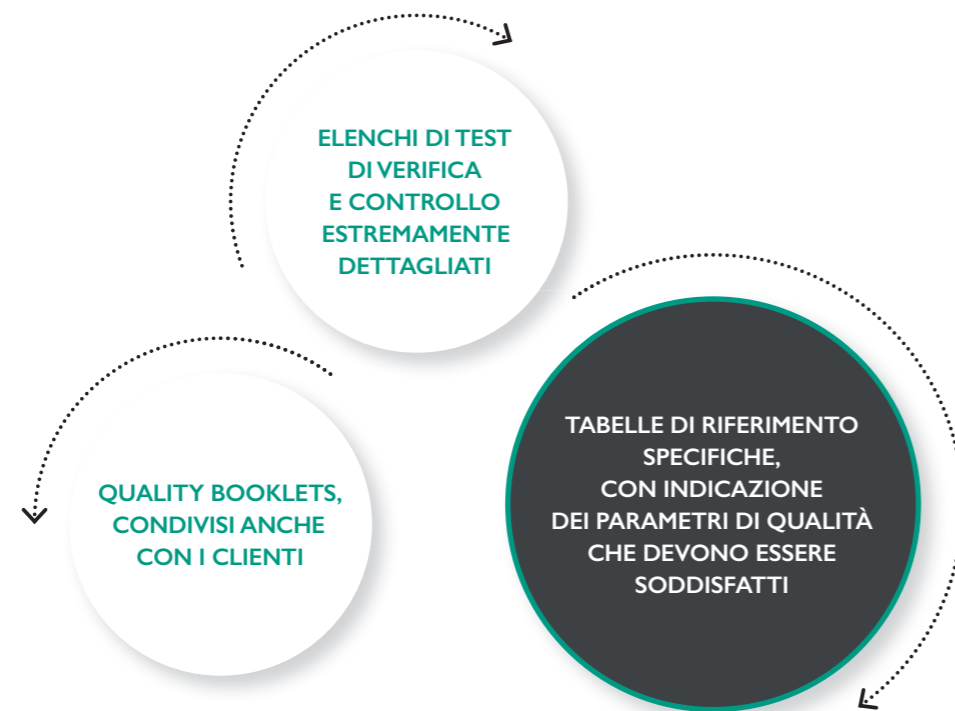 ELENCHI DI TEST
DI VERIFICA
E CONTROLLO
ESTREMAMENTE
DETTAGLIATI
QUALITY BOOKLETS,
CONDIVISI ANCHE
CON I CLIENTI
TABELLE DI RIFERIMENTO
SPECIFICHE,
CON INDICAZIONE
DEI PARAMETRI DI QUALITÀ
CHE DEVONO ESSERE
SODDISFATTI